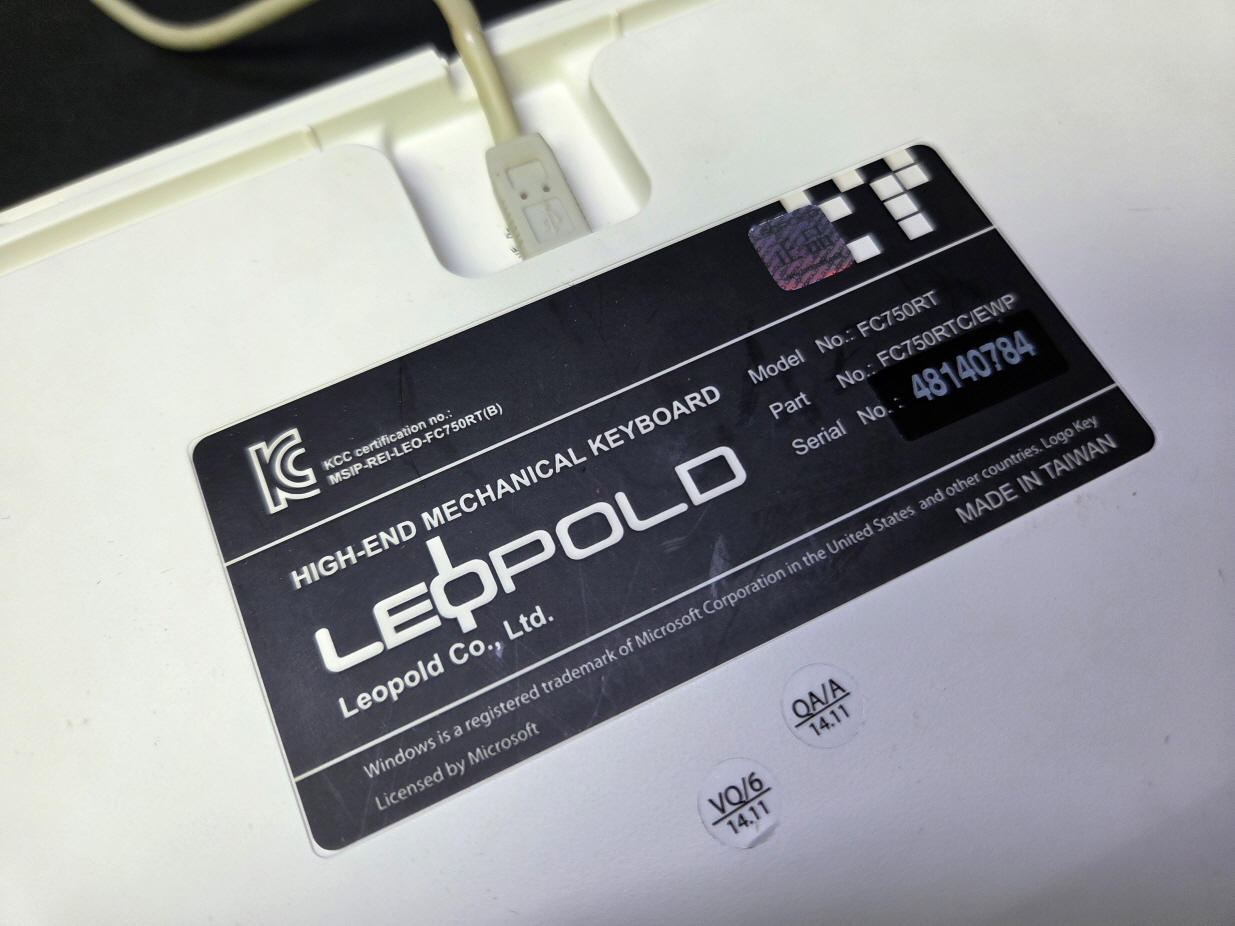 KCC certification no.:
MSIP-REI-LEO-FC750RT(B)
HIGH-END MECHANICAL KEYBOARD
LEOPOLD
Leopold Co., Ltd.
Model No.: FC750RT
Part No.: FC750RTC/EWP
Serial No.: 48140784
Windows is a registered trademark of Microsoft Corporation in the United States and other countries. Logo Key
Licensed by Microsoft
MADE IN TAIWAN
QA/A
14.11
VQ/6
14.11